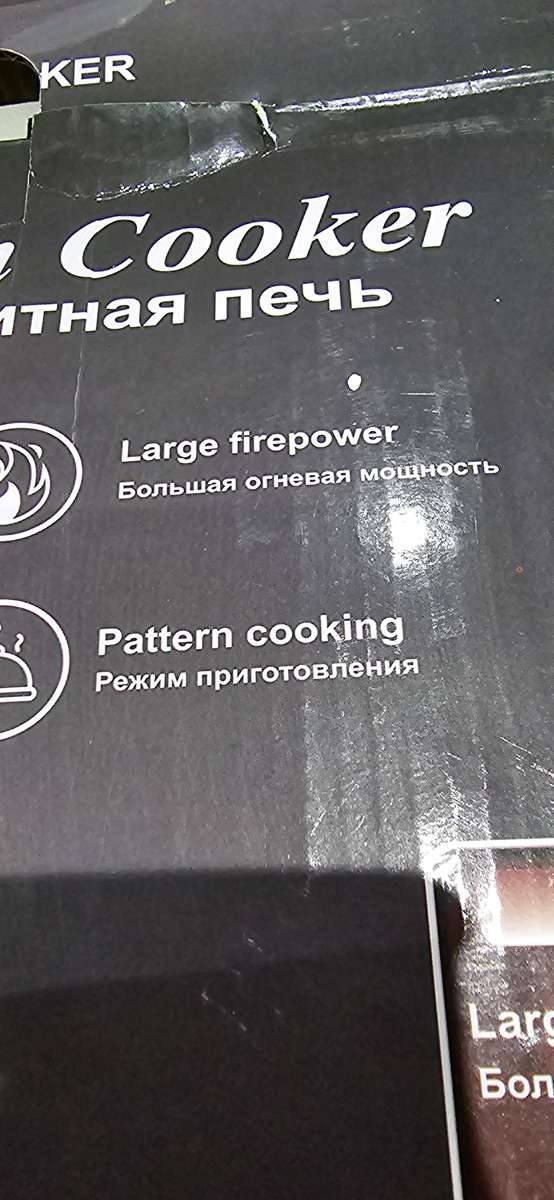 KER
Cooker
итная печь
Large firepower
Большая огневая мощность
Pattern cooking
Режим приготовления
Larg
Бол